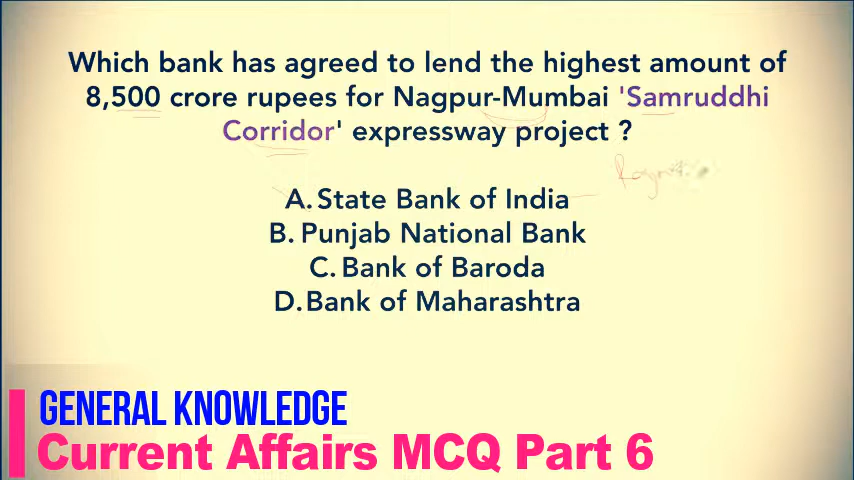 Which bank has agreed to lend the highest amount of
8,500 crore rupees for Nagpur-Mumbai 'Samruddhi
Corridor' expressway project ?
A. State Bank of India
B. Punjab National Bank
C. Bank of Baroda
D. Bank of Maharashtra
GENERAL KNOWLEDGE
Current Affairs MCQ Part 6